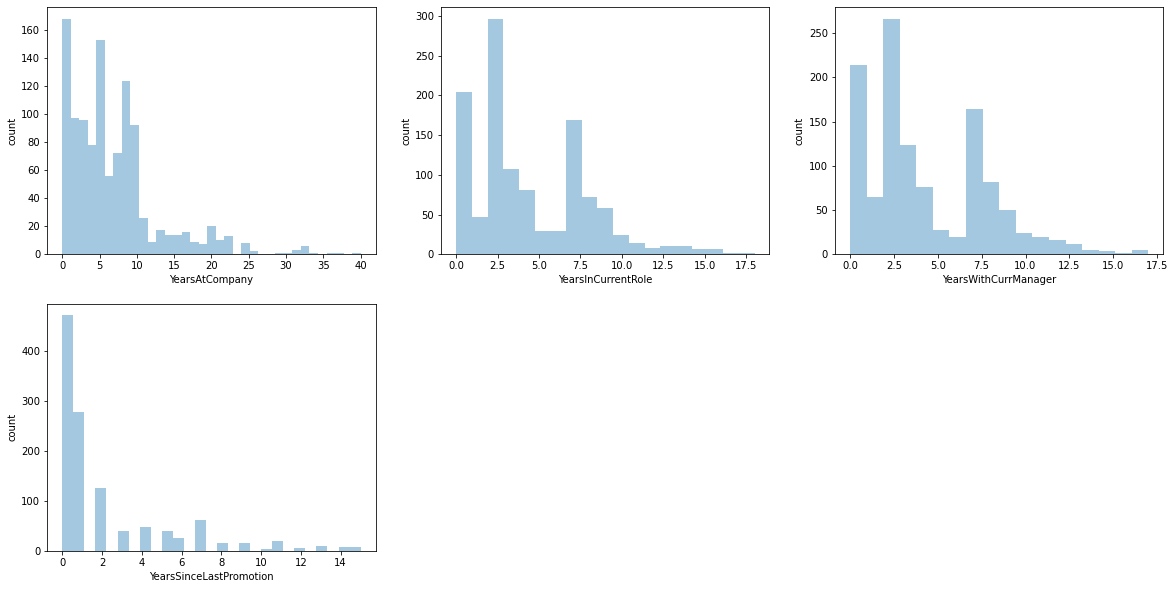 160
140
120
100
80
60
40
20
0
count
0 5 10 15 20 25 30 35 40
YearsAtCompany
300
250
200
150
100
50
0
count
0.0 2.5 5.0 7.5 10.0 12.5 15.0 17.5
YearsInCurrentRole
250
200
150
100
50
0
count
0.0 2.5 5.0 7.5 10.0 12.5 15.0 17.5
YearsWithCurrManager
400
300
200
100
0
count
0 2 4 6 8 10 12 14
YearsSinceLastPromotion